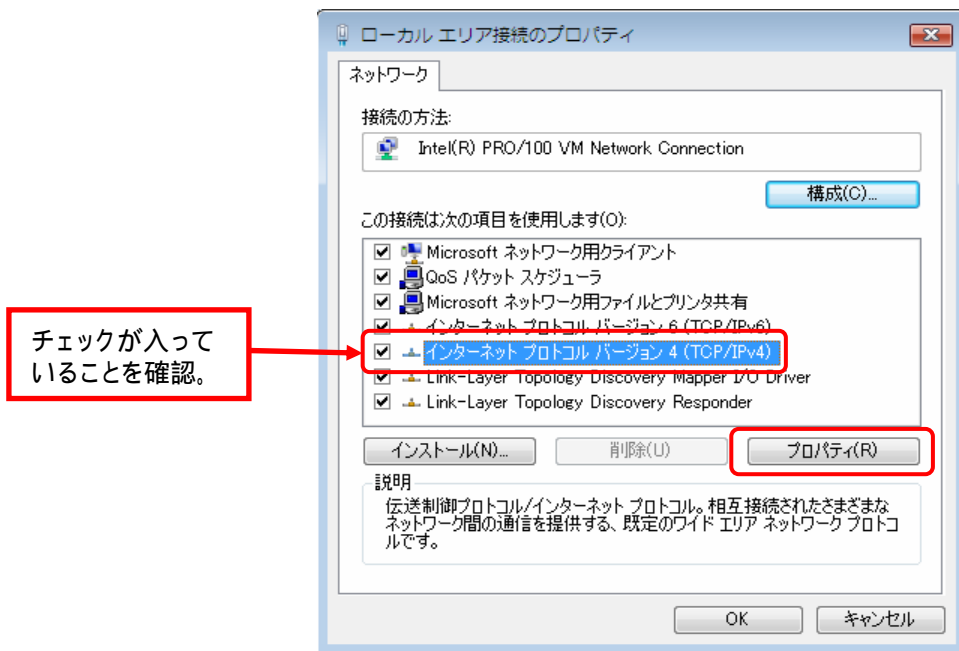 ローカル エリア接続のプロパティ
ネットワーク
接続の方法:
Intel(R) PRO/100 VM Network Connection
構成(C)...
この接続は次の項目を使用します(O):
Microsoft ネットワーク用クライアント
QoS パケット スケジューラ
Microsoft ネットワーク用ファイルとプリンタ共有
インターネット プロトコル バージョン 6 (TCP/IPv6)
インターネット プロトコル バージョン 4 (TCP/IPv4)
Link-Layer Topology Discovery Mapper I/O Driver
Link-Layer Topology Discovery Responder
チェックが入って
いることを確認。
インストール(N)...
削除(U)
プロパティ(R)
説明
伝送制御プロトコル/インターネット プロトコル。相互接続されたさまざまな
ネットワーク間の通信を提供する、既定のワイド エリア ネットワーク プロトコ
ルです。
OK
キャンセル